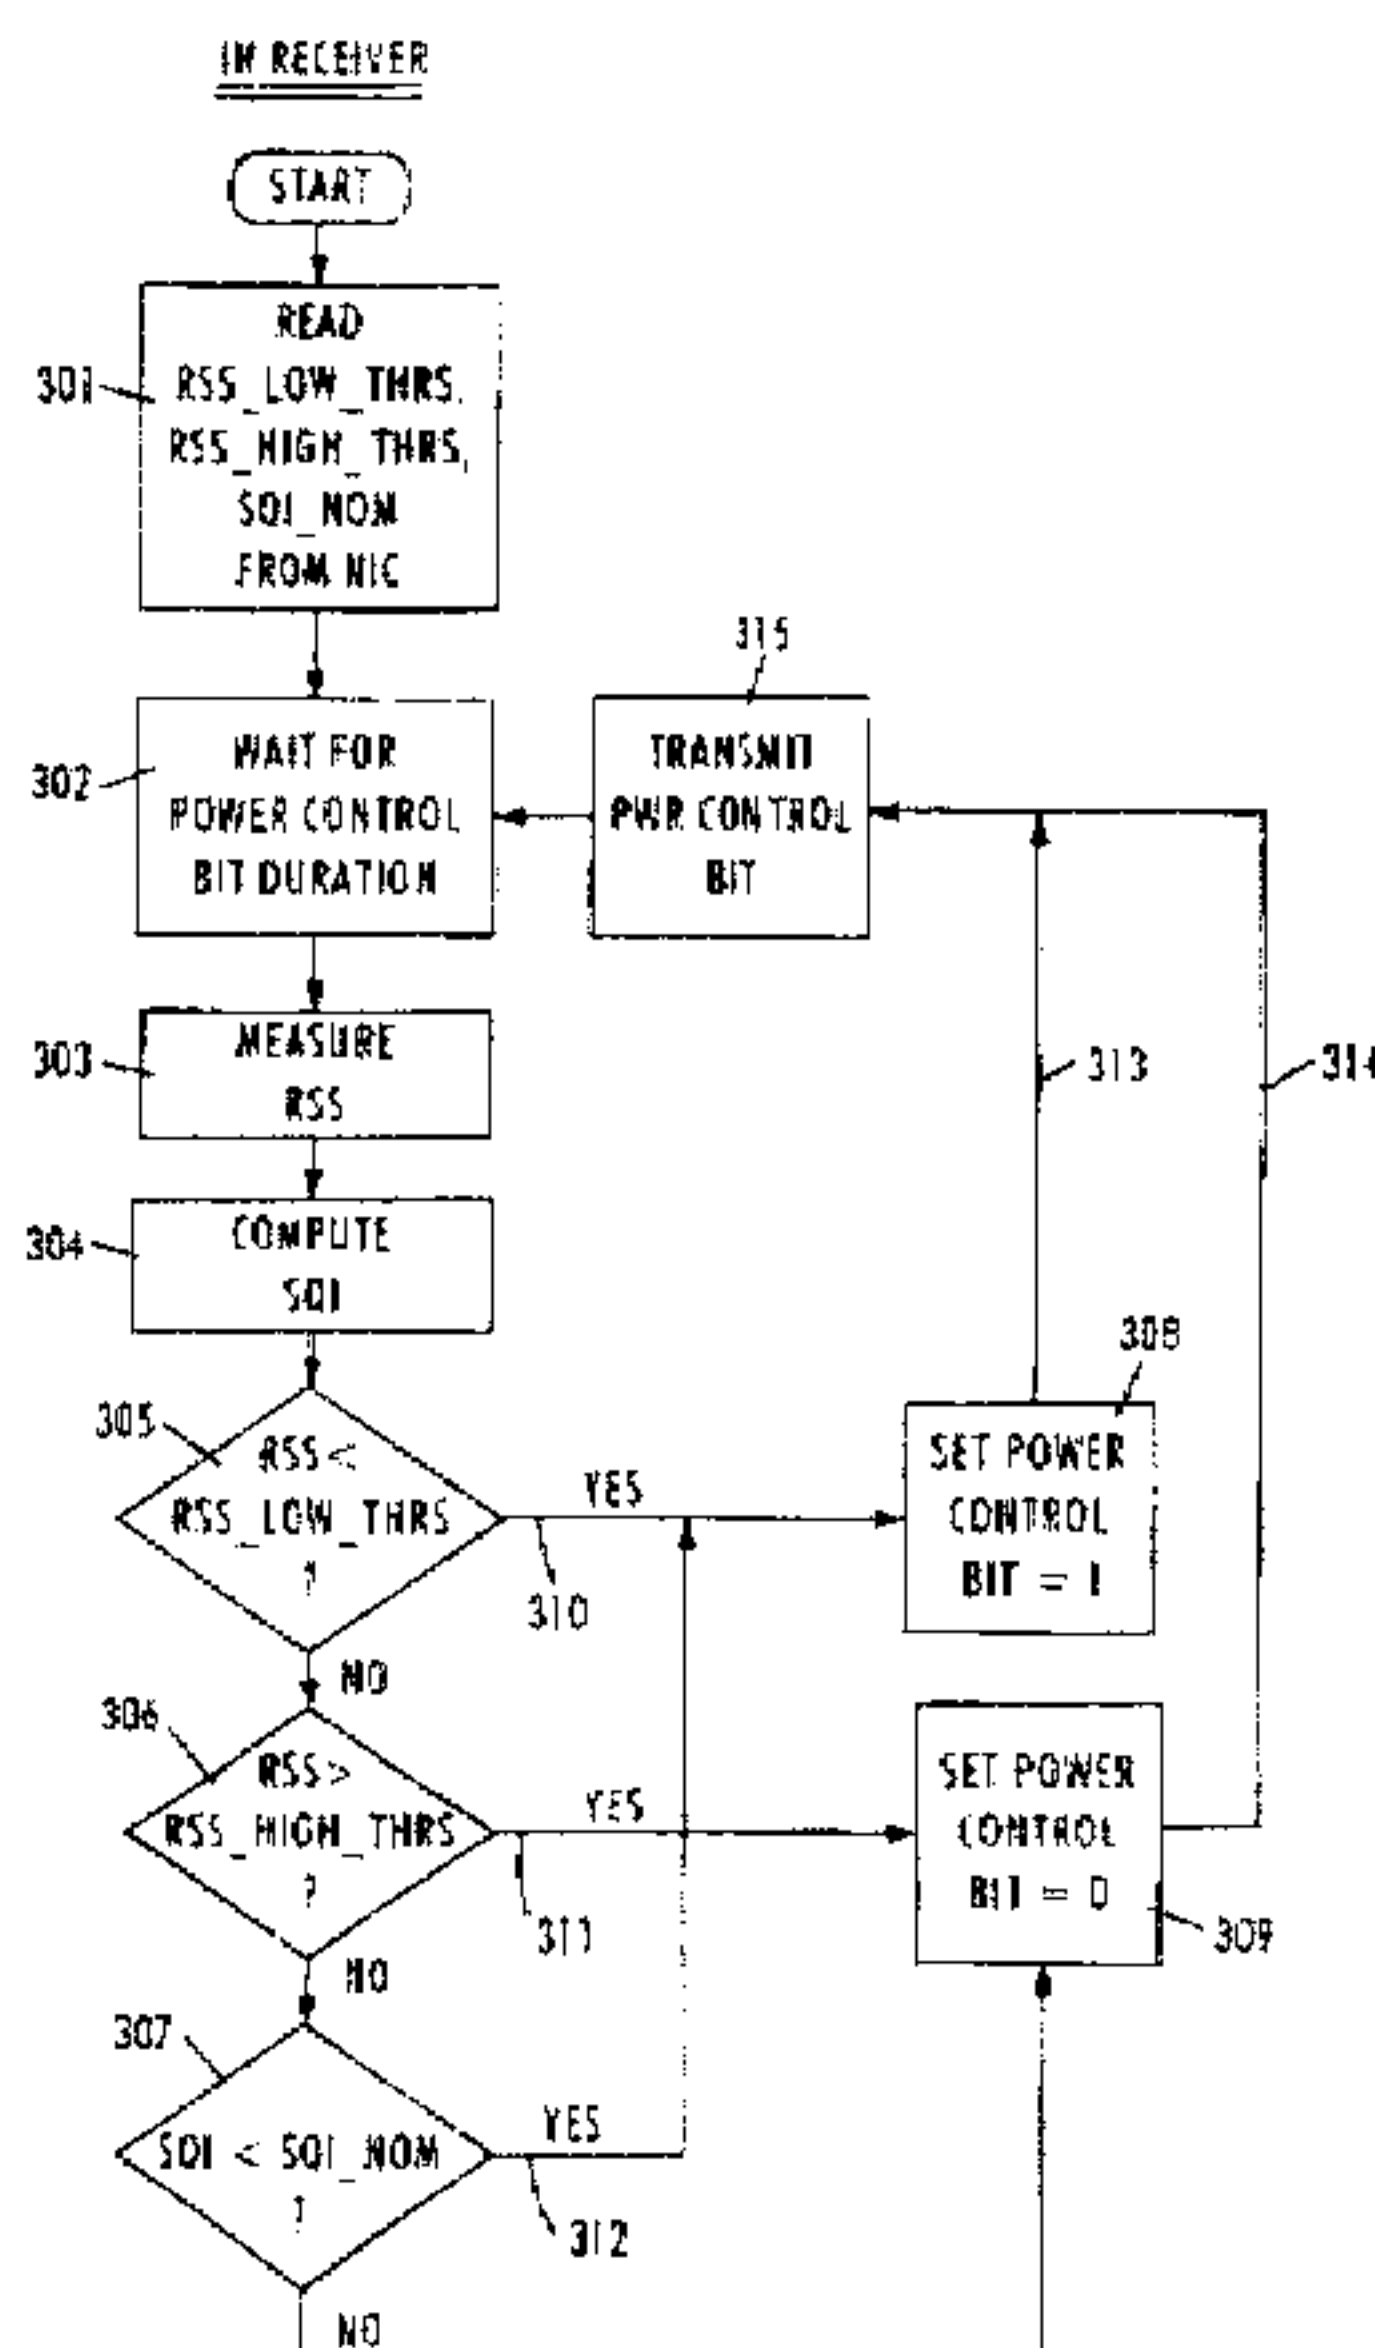 IN RECEIVER
START
READ
RSS_LOW_THRS,
RSS_HIGH_THRS,
SQI_NOM
FROM NIC
301
315
WAIT FOR
POWER CONTROL
BIT DURATION
302
TRANSMIT
PWR CONTROL
BIT
MEASURE
RSS
303
313
314
COMPUTE
SQI
304
308
305
RSS <
RSS_LOW_THRS
?
YES
310
SET POWER
CONTROL
BIT = 1
NO
306
RSS >
RSS_HIGH_THRS
?
YES
311
SET POWER
CONTROL
BIT = 0
309
NO
307
SQI < SQI_NOM
?
YES
312
NO